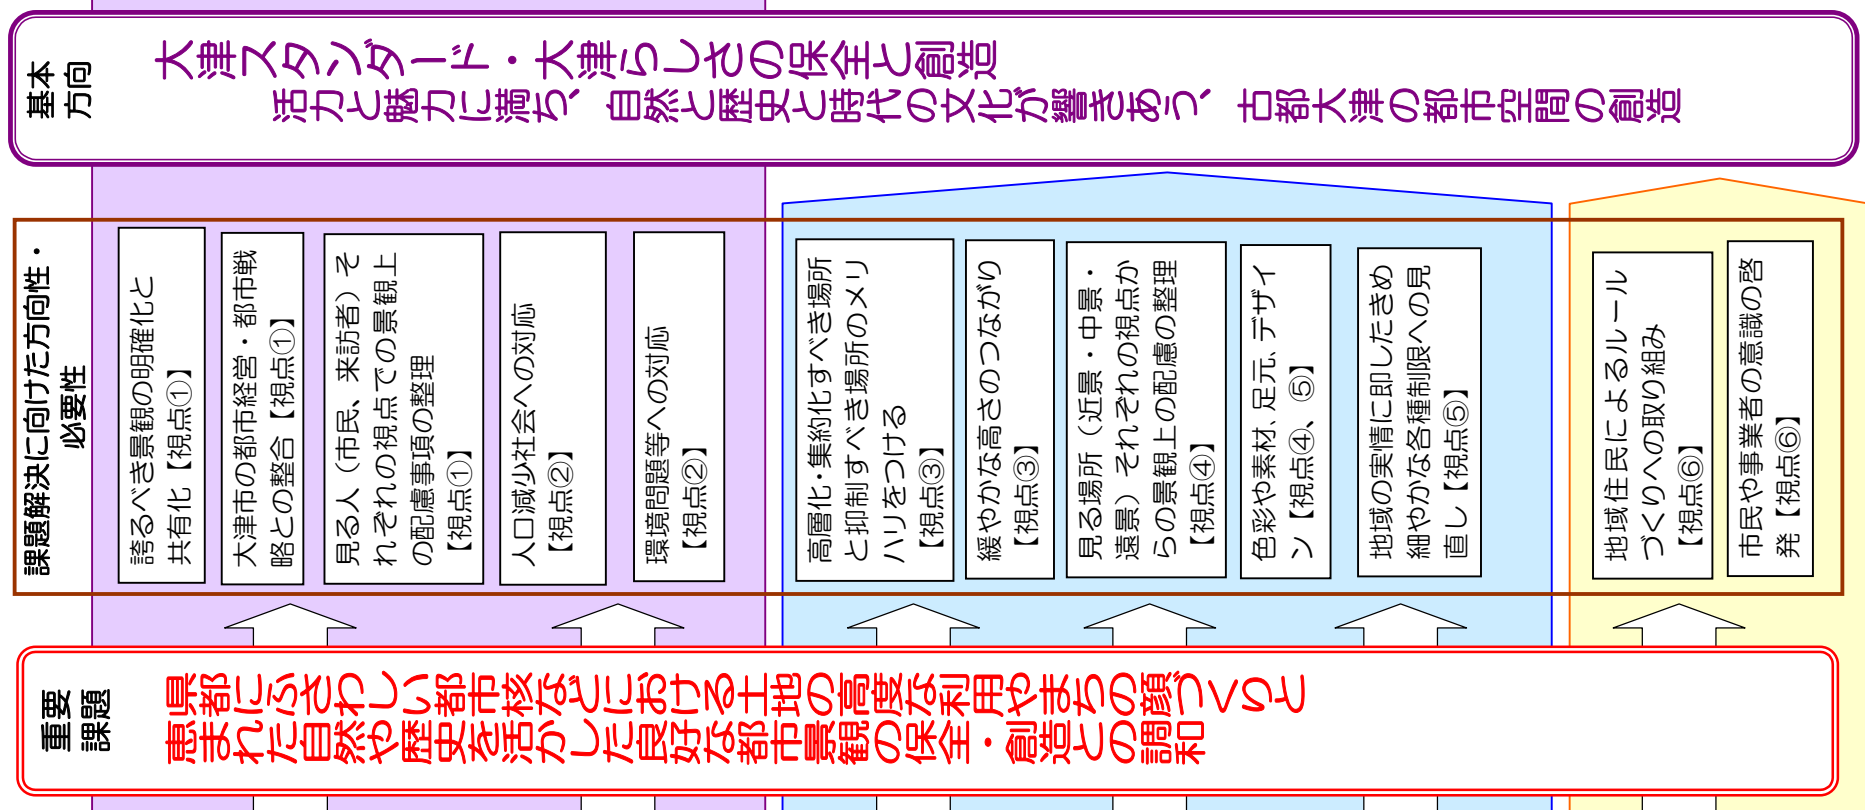 基本
方向
大津スタンダード・大津らしさの保全と創造
活力と魅力に満ち、自然と歴史と時代の文化が響きあう、古都大津の都市空間の創造
課題解決に向けた方向性・
必要性
誇るべき景観の明確化と
共有化【視点①】
大津市の都市経営・都市戦
略との整合【視点①】
見る人（市民、来訪者）そ
れぞれの視点での景観上
の配慮事項の整理
【視点①】
人口減少社会への対応
【視点②】
環境問題等への対応
【視点②】
高層化・集約化すべき場所
と抑制すべき場所のメリ
ハリをつける
【視点③】
緩やかな高さのつながり
【視点③】
見る場所（近景・中景・
遠景）それぞれの視点か
らの景観上の配慮の整理
【視点④】
色彩や素材、足元、デザイ
ン【視点④、⑤】
地域の実情に即したきめ
細やかな各種制限への見
直し【視点⑤】
地域住民によるルール
づくりへの取り組み
【視点⑥】
市民や事業者の意識の啓
発【視点⑥】
重要
課題
県都にふさわしい都市核などにおける土地の高度な利用やまちの顔づくりと
恵まれた自然や歴史を活かした良好な都市景観の保全・創造との調和